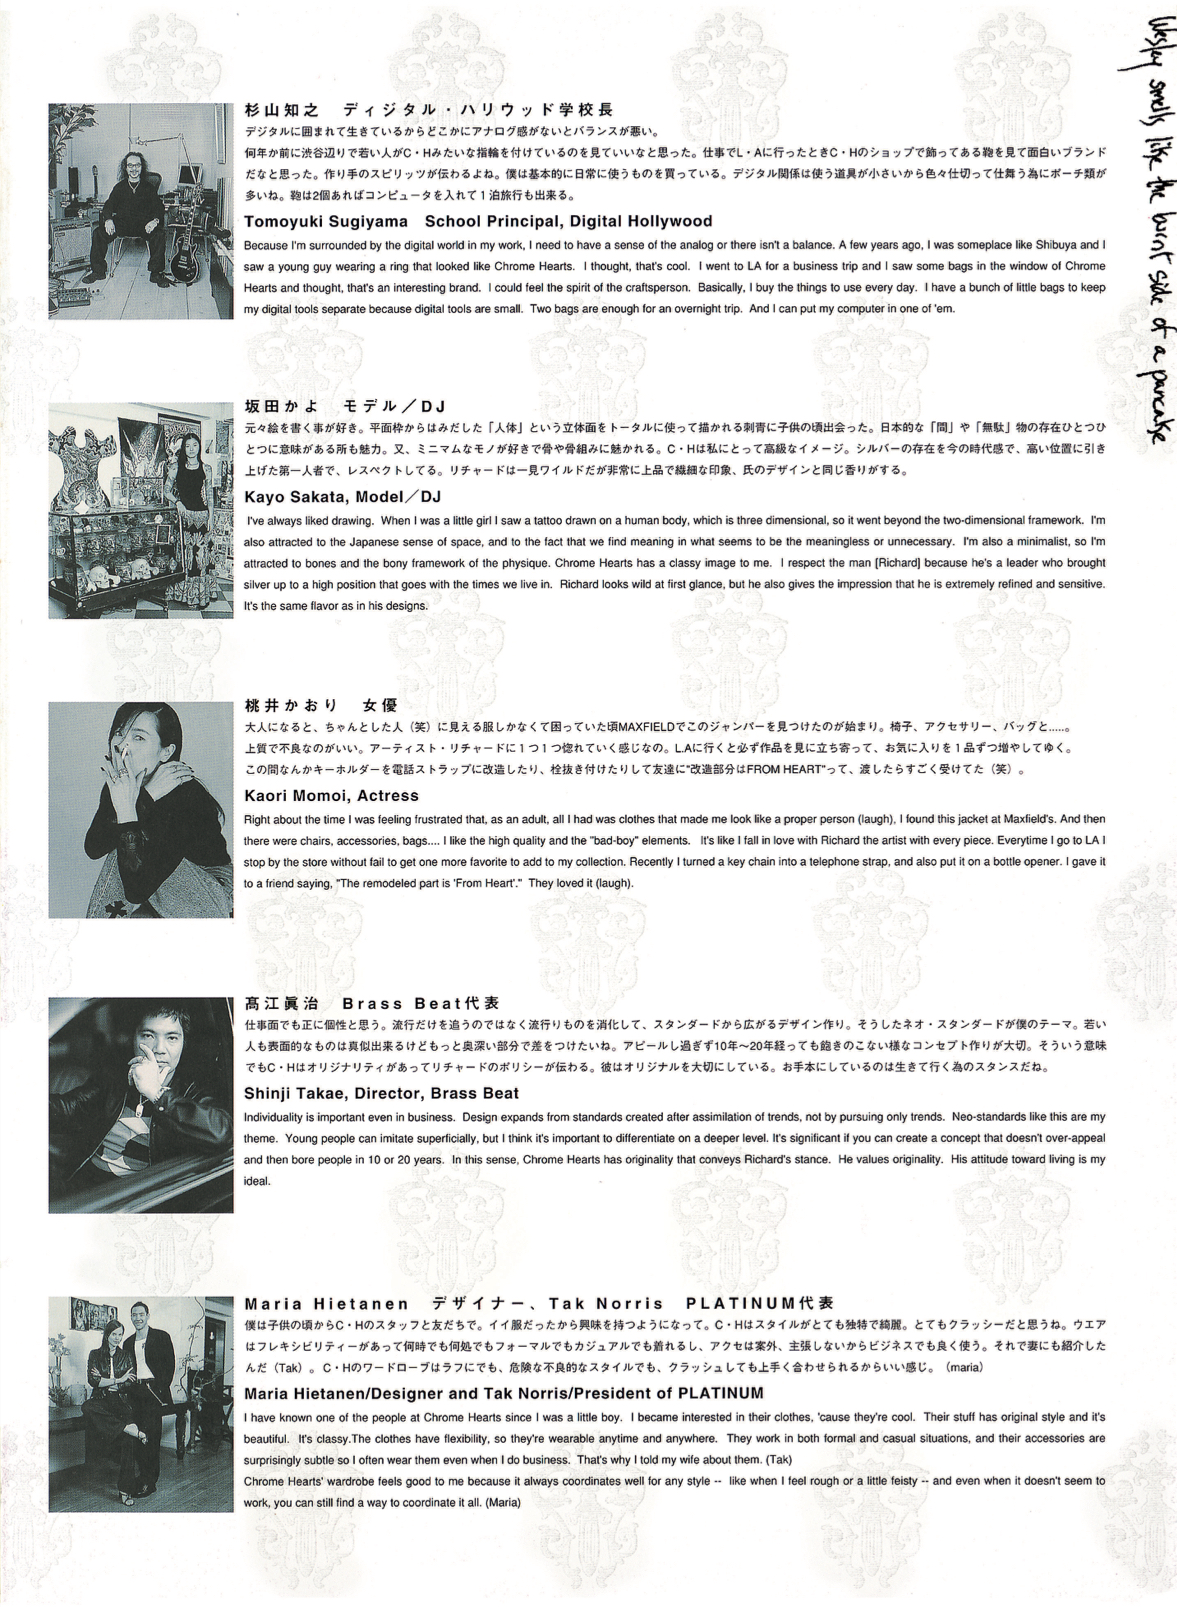 Wesley smells like the burnt side of a pancake
杉山知之　ディジタル・ハリウッド学校長
デジタルに囲まれて生きているからどこかにアナログ感がないとバランスが悪い。
何年か前に渋谷辺りで若い人がC・Hみたいな指輪を付けているのを見ていいなと思った。仕事でL・Aに行ったときC・Hのショップで飾ってある鞄を見て面白いブランド
だなと思った。作り手のスピリッツが伝わるよね。僕は基本的に日常に使うものを買っている。デジタル関係は使う道具が小さいから色々仕切って仕舞う為にポーチ類が
多いね。鞄は2個あればコンピュータを入れて１泊旅行も出来る。
Tomoyuki Sugiyama　School Principal, Digital Hollywood
Because I'm surrounded by the digital world in my work, I need to have a sense of the analog or there isn't a balance. A few years ago, I was someplace like Shibuya and I
saw a young guy wearing a ring that looked like Chrome Hearts. I thought, that's cool. I went to LA for a business trip and I saw some bags in the window of Chrome
Hearts and thought, that's an interesting brand. I could feel the spirit of the craftsperson. Basically, I buy the things to use every day. I have a bunch of little bags to keep
my digital tools separate because digital tools are small. Two bags are enough for an overnight trip. And I can put my computer in one of 'em.
坂田かよ　モデル／DJ
元々絵を書く事が好き。平面枠からはみだした「人体」という立体面をトータルに使って描かれる刺青に子供の頃出会った。日本的な「間」や「無駄」物の存在ひとつひ
とつに意味がある所も魅力。又、ミニマムなモノが好きで骨や骨組みに魅かれる。C・Hは私にとって高級なイメージ。シルバーの存在を今の時代感で、高い位置に引き
上げた第一人者で、レスペクトしてる。リチャードは一見ワイルドだが非常に上品で繊細な印象、氏のデザインと同じ香りがする。
Kayo Sakata, Model／DJ
I've always liked drawing. When I was a little girl I saw a tattoo drawn on a human body, which is three dimensional, so it went beyond the two-dimensional framework. I'm
also attracted to the Japanese sense of space, and to the fact that we find meaning in what seems to be the meaningless or unnecessary. I'm also a minimalist, so I'm
attracted to bones and the bony framework of the physique. Chrome Hearts has a classy image to me. I respect the man [Richard] because he's a leader who brought
silver up to a high position that goes with the times we live in. Richard looks wild at first glance, but he also gives the impression that he is extremely refined and sensitive.
It's the same flavor as in his designs.
桃井かおり　女優
大人になると、ちゃんとした人（笑）に見える服しかなくて困っていた頃MAXFIELDでこのジャンバーを見つけたのが始まり。椅子、アクセサリー、バッグと.....。
上質で不良なのがいい。アーティスト・リチャードに１つ１つ惚れていく感じなの。L.Aに行くと必ず作品を見に立ち寄って、お気に入りを１品ずつ増やしてゆく。
この間なんかキーホルダーを電話ストラップに改造したり、栓抜き付けたりして友達に"改造部分はFROM HEART"って、渡したらすごく受けてた（笑）。
Kaori Momoi, Actress
Right about the time I was feeling frustrated that, as an adult, all I had was clothes that made me look like a proper person (laugh), I found this jacket at Maxfield's. And then
there were chairs, accessories, bags.... I like the high quality and the "bad-boy" elements. It's like I fall in love with Richard the artist with every piece. Everytime I go to LA I
stop by the store without fail to get one more favorite to add to my collection. Recently I turned a key chain into a telephone strap, and also put it on a bottle opener. I gave it
to a friend saying, "The remodeled part is 'From Heart'." They loved it (laugh).
髙江眞治　Brass Beat代表
仕事面でも正に個性と思う。流行だけを追うのではなく流行りものを消化して、スタンダードから広がるデザイン作り。そうしたネオ・スタンダードが僕のテーマ。若い
人も表面的なものは真似出来るけどもっと奥深い部分で差をつけたいね。アピールし過ぎず10年〜20年経っても飽きのこない様なコンセプト作りが大切。そういう意味
でもC・Hはオリジナリティがあってリチャードのポリシーが伝わる。彼はオリジナルを大切にしている。お手本にしているのは生きて行く為のスタンスだね。
Shinji Takae, Director, Brass Beat
Individuality is important even in business. Design expands from standards created after assimilation of trends, not by pursuing only trends. Neo-standards like this are my
theme. Young people can imitate superficially, but I think it's important to differentiate on a deeper level. It's significant if you can create a concept that doesn't over-appeal
and then bore people in 10 or 20 years. In this sense, Chrome Hearts has originality that conveys Richard's stance. He values originality. His attitude toward living is my
ideal.
Maria Hietanen　デザイナー、Tak Norris　PLATINUM代表
僕は子供の頃からC・Hのスタッフと友だちで。イイ服だったから興味を持つようになって。C・Hはスタイルがとても独特で綺麗。とてもクラッシーだと思うね。ウエア
はフレキシビリティーがあって何時でも何処でもフォーマルでもカジュアルでも着れるし、アクセは案外、主張しないからビジネスでも良く使う。それで妻にも紹介した
んだ（Tak）。C・Hのワードローブはラフにでも、危険な不良的なスタイルでも、クラッシュしても上手く合わせられるからいい感じ。（maria）
Maria Hietanen/Designer and Tak Norris/President of PLATINUM
I have known one of the people at Chrome Hearts since I was a little boy. I became interested in their clothes, 'cause they're cool. Their stuff has original style and it's
beautiful. It's classy.The clothes have flexibility, so they're wearable anytime and anywhere. They work in both formal and casual situations, and their accessories are
surprisingly subtle so I often wear them even when I do business. That's why I told my wife about them. (Tak)
Chrome Hearts' wardrobe feels good to me because it always coordinates well for any style -- like when I feel rough or a little feisty -- and even when it doesn't seem to
work, you can still find a way to coordinate it all. (Maria)